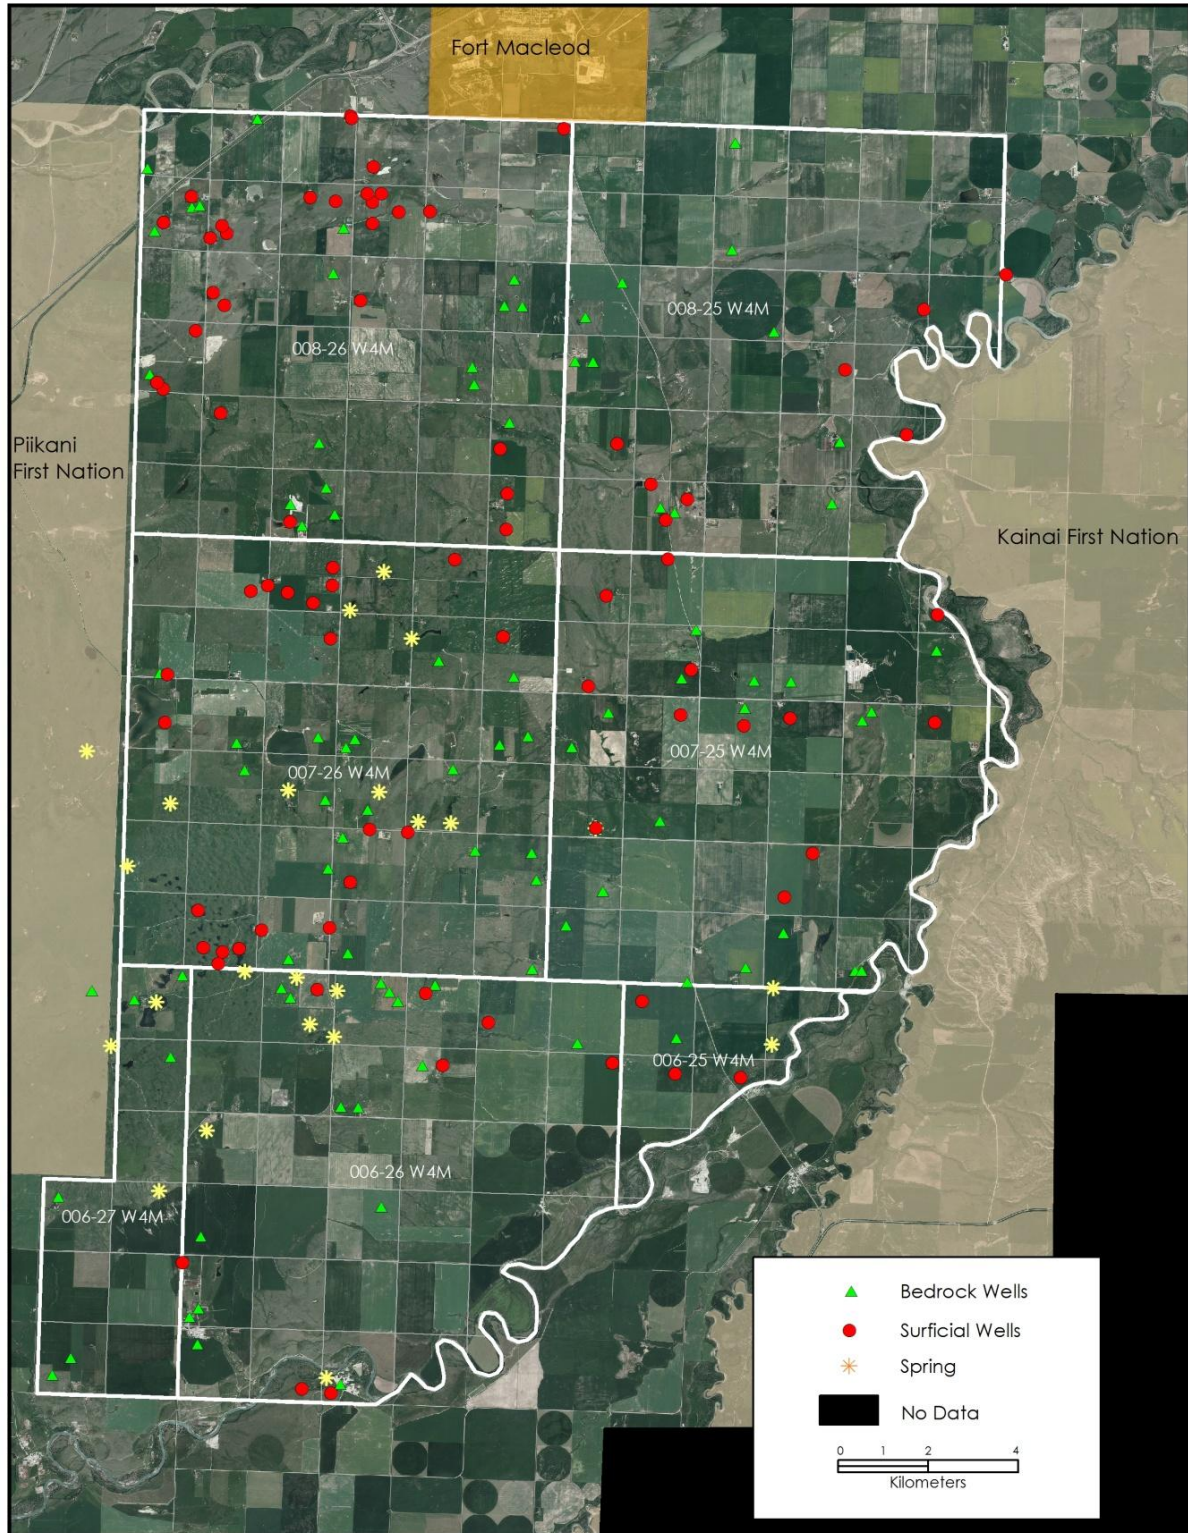 Fort Macleod
008-25 W4M
008-26 W4M
Piikani
First Nation
Kainai First Nation
007-25 W4M
007-26 W4M
006-25 W4M
006-26 W4M
006-27 W4M
Bedrock Wells
Surficial Wells
Spring
No Data
0 1 2 4
Kilometers